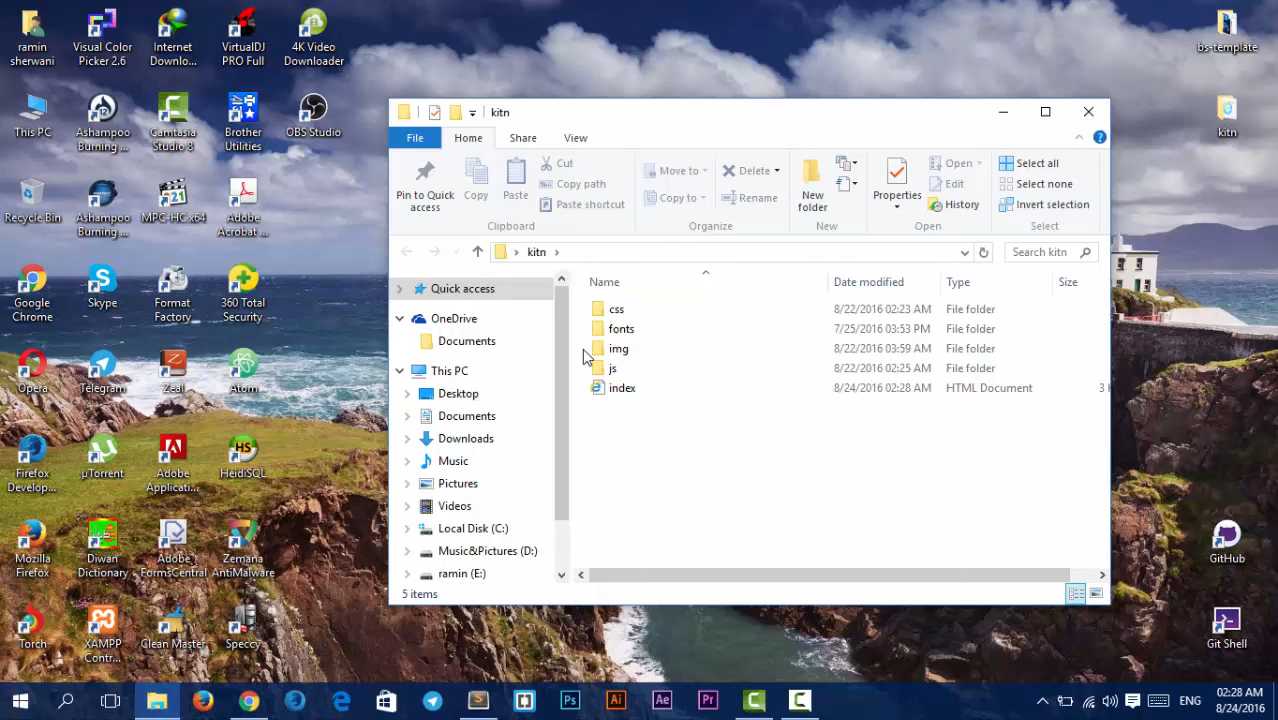 ramin
sherwani
Visual Color
Picker 2.6
Internet
Downlo...
VirtualDJ
PRO Full
4K Video
Downloader
bs-template
This PC
Ashampoo
Burning ...
Camtasia
Studio 8
Brother
Utilities
OBS Studio
kitn
Recycle Bin
Ashampoo
Burning ...
MPC-HC x64
Adobe
Acrobat ...
Google
Chrome
Skype
Format
Factory
360 Total
Security
Opera
Telegram
Zeal
Atom
Firefox
Develop...
µTorrent
Adobe
Applicati...
HeidiSQL
Mozilla
Firefox
Diwan
Dictionary
Adobe
FormsCentral
Zemana
AntiMalware
GitHub
Torch
XAMPP
Contr...
Clean Master
Speccy
Git Shell
kitn
File
Home
Share
View
Pin to Quick
access
Copy
Paste
Cut
Copy path
Paste shortcut
Clipboard
Move to
Copy to
Delete
Rename
Organize
New
folder
New
Properties
Open
Edit
History
Open
Select all
Select none
Invert selection
Select
kitn
Search kitn
Quick access
OneDrive
Documents
This PC
Desktop
Documents
Downloads
Music
Pictures
Videos
Local Disk (C:)
Music&Pictures (D:)
ramin (E:)
Name Date modified Type Size
css 8/22/2016 02:23 AM File folder
fonts 7/25/2016 03:53 PM File folder
img 8/22/2016 03:59 AM File folder
js 8/22/2016 02:25 AM File folder
index 8/24/2016 02:28 AM HTML Document 3
5 items
Ps
Ai
Ae
Pr
ENG
02:28 AM
8/24/2016